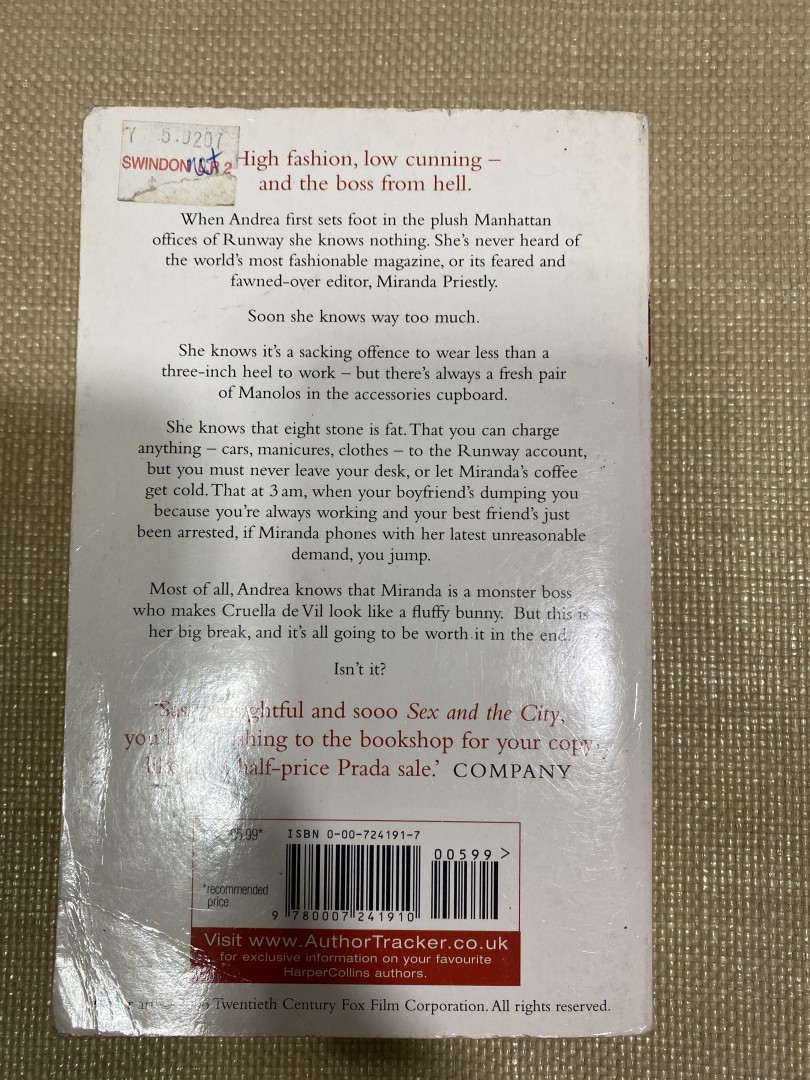 Y 5.0207
SWINDON
High fashion, low cunning –
and the boss from hell.
When Andrea first sets foot in the plush Manhattan
offices of Runway she knows nothing. She's never heard of
the world's most fashionable magazine, or its feared and
fawned-over editor, Miranda Priestly.
Soon she knows way too much.
She knows it's a sacking offence to wear less than a
three-inch heel to work – but there's always a fresh pair
of Manolos in the accessories cupboard.
She knows that eight stone is fat. That you can charge
anything – cars, manicures, clothes – to the Runway account,
but you must never leave your desk, or let Miranda's coffee
get cold. That at 3 am, when your boyfriend's dumping you
because you're always working and your best friend's just
been arrested, if Miranda phones with her latest unreasonable
demand, you jump.
Most of all, Andrea knows that Miranda is a monster boss
who makes Cruella de Vil look like a fluffy bunny. But this is
her big break, and it's all going to be worth it in the end.
Isn't it?
and sooo Sex and the City,
to the bookshop for your copy
half-price Prada sale.' COMPANY
£5.99* ISBN 0-00-724191-7
00599 >
*recommended
price
9 780007 241910
Visit www.AuthorTracker.co.uk
for exclusive information on your favourite
HarperCollins authors.
Twentieth Century Fox Film Corporation. All rights reserved.